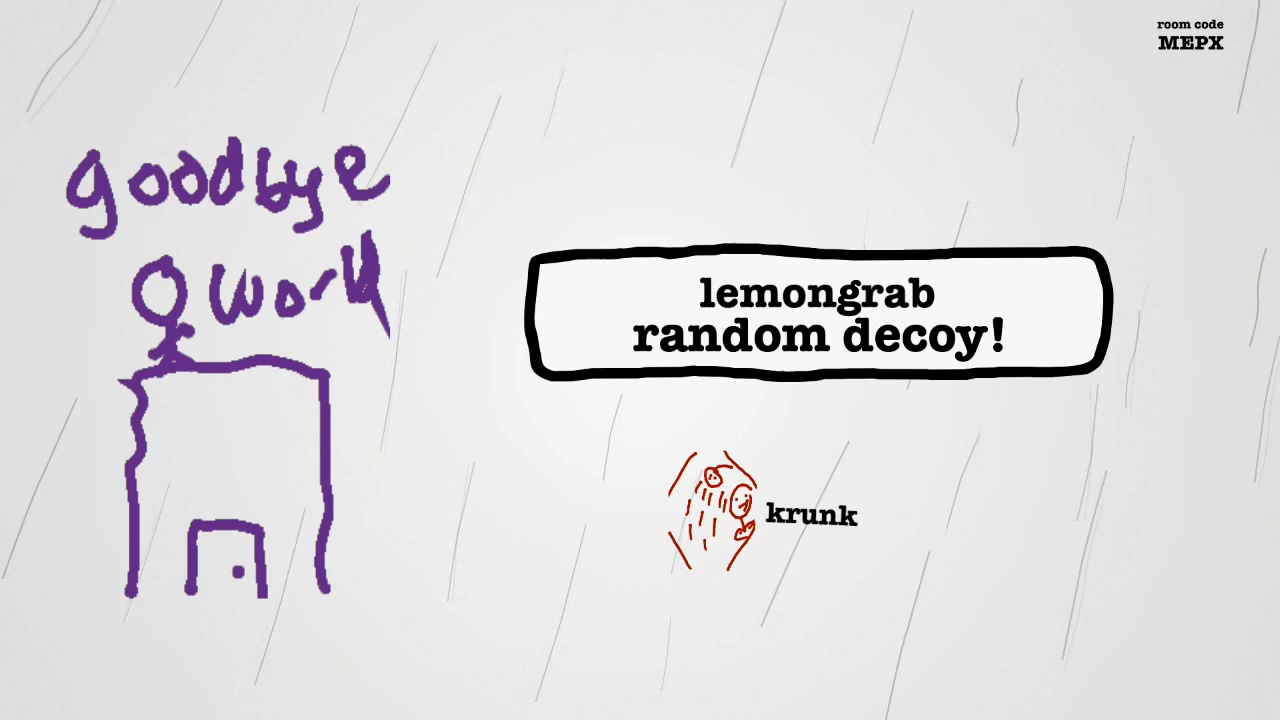 room code
MEPX
goodbye
world
lemongrab
random decoy!
krunk